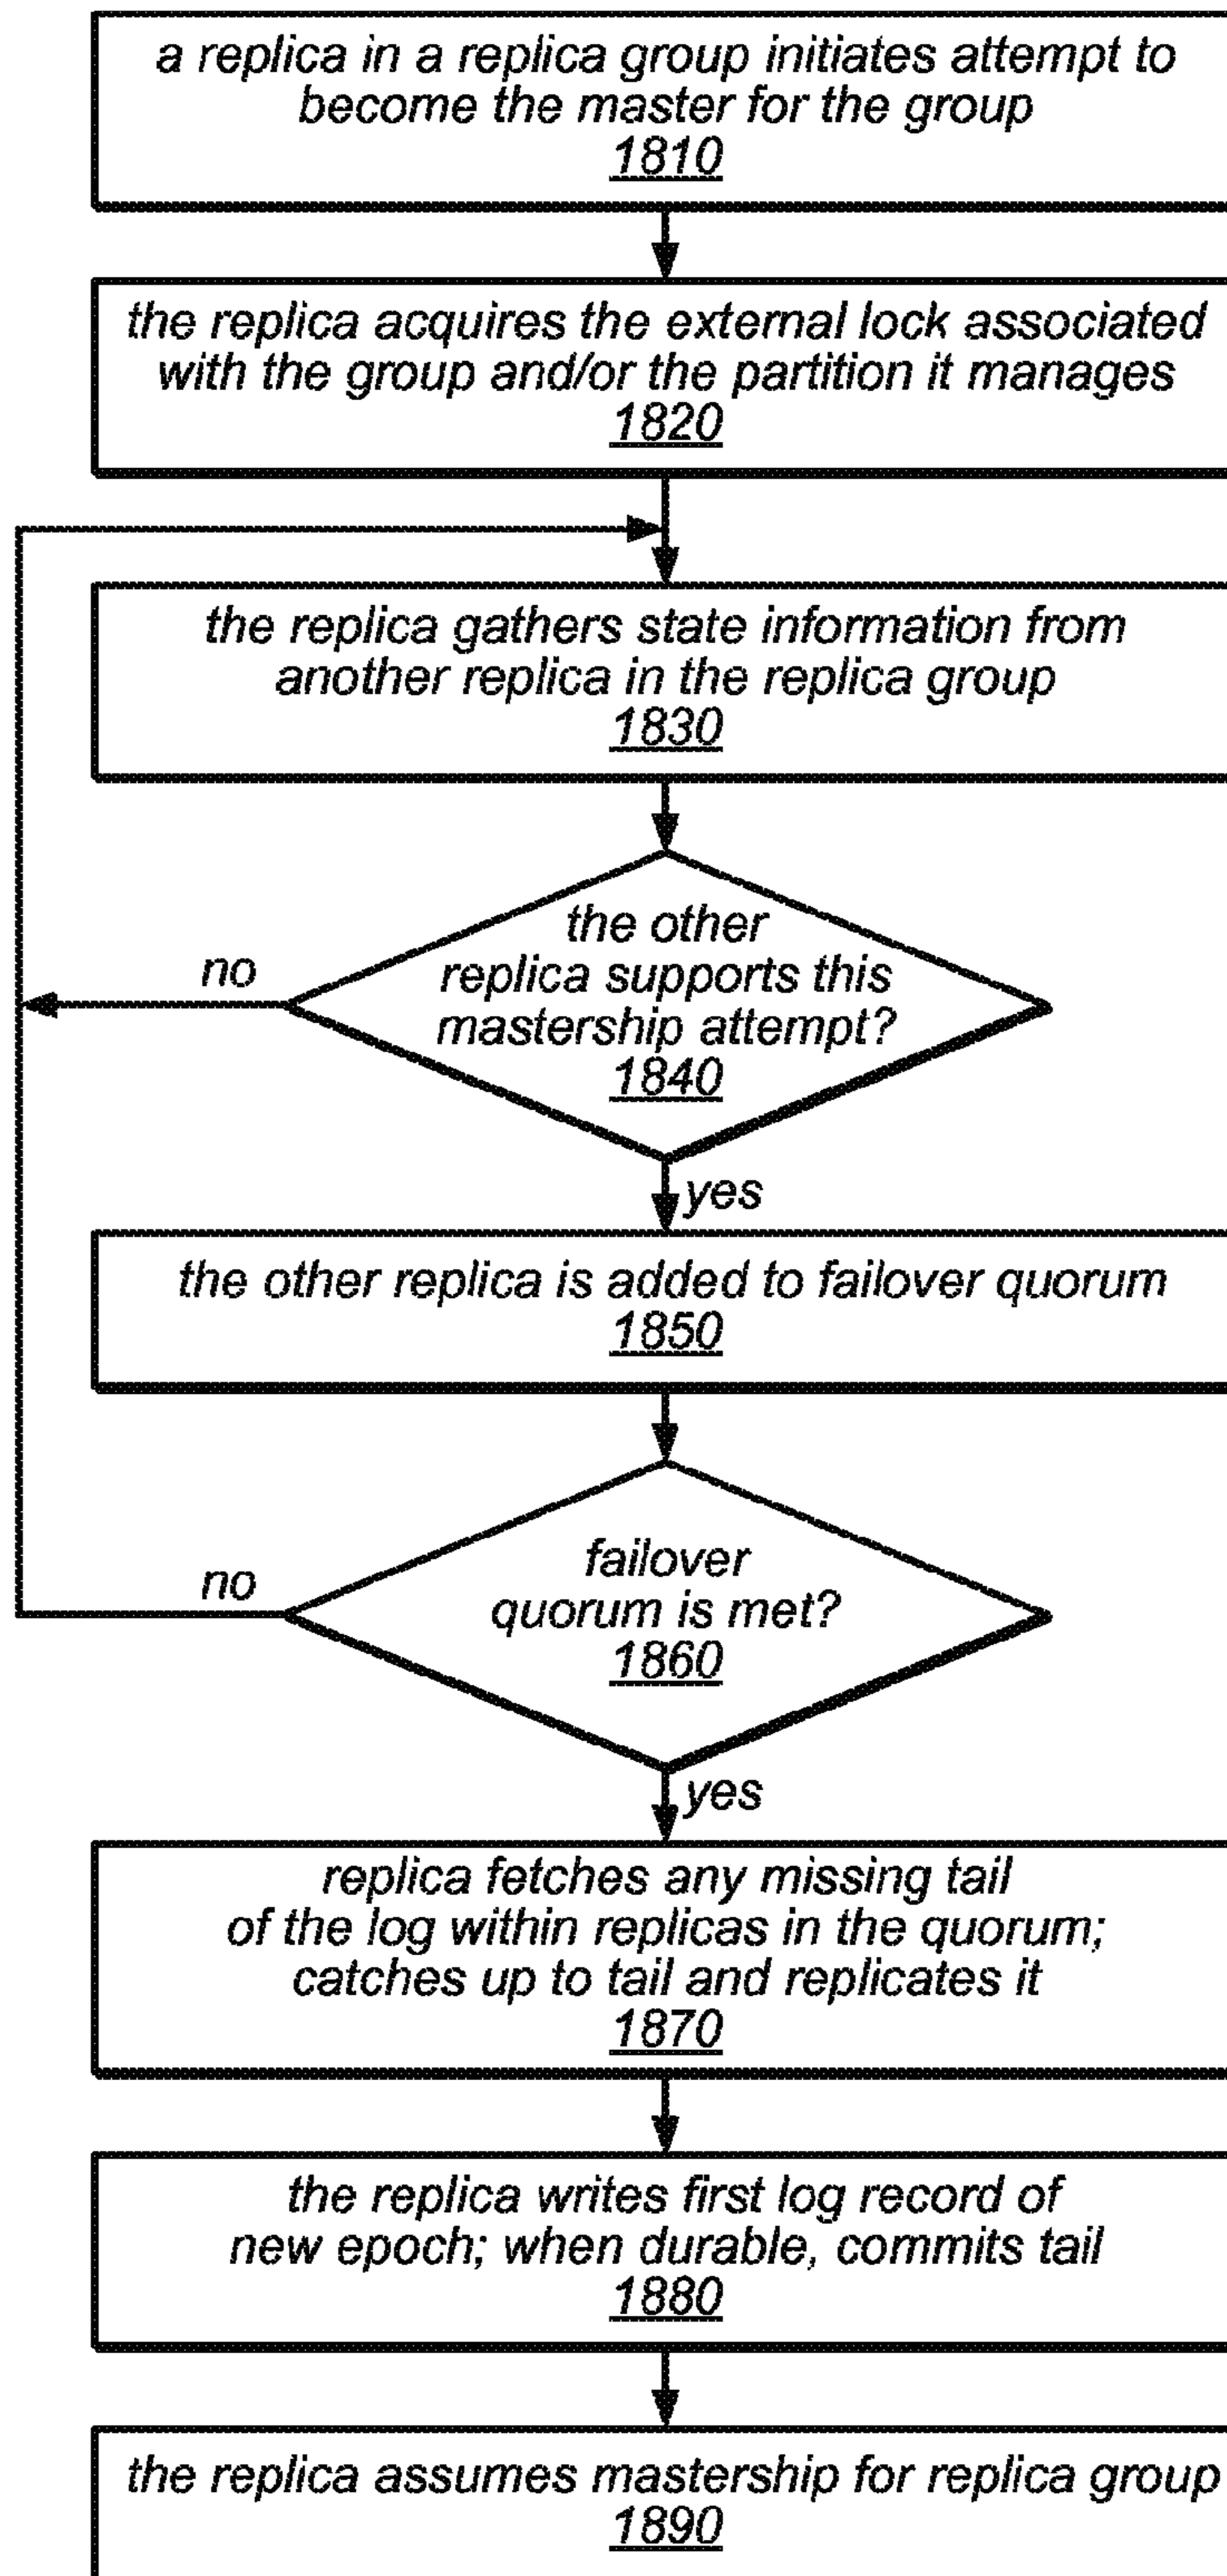 a replica in a replica group initiates attempt to
become the master for the group
1810
the replica acquires the external lock associated
with the group and/or the partition it manages
1820
the replica gathers state information from
another replica in the replica group
1830
the other
replica supports this
mastership attempt?
1840
no
yes
the other replica is added to failover quorum
1850
failover
quorum is met?
1860
no
yes
replica fetches any missing tail
of the log within replicas in the quorum;
catches up to tail and replicates it
1870
the replica writes first log record of
new epoch; when durable, commits tail
1880
the replica assumes mastership for replica group
1890